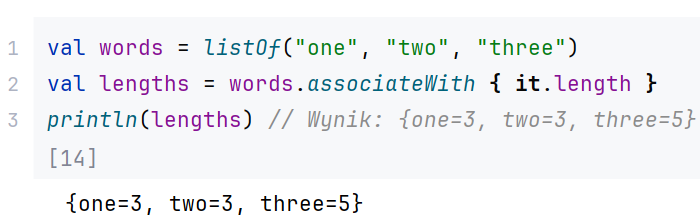 1 val words = listOf("one", "two", "three")
2 val lengths = words.associateWith { it.length }
3 println(lengths) // Wynik: {one=3, two=3, three=5}
[14]
{one=3, two=3, three=5}